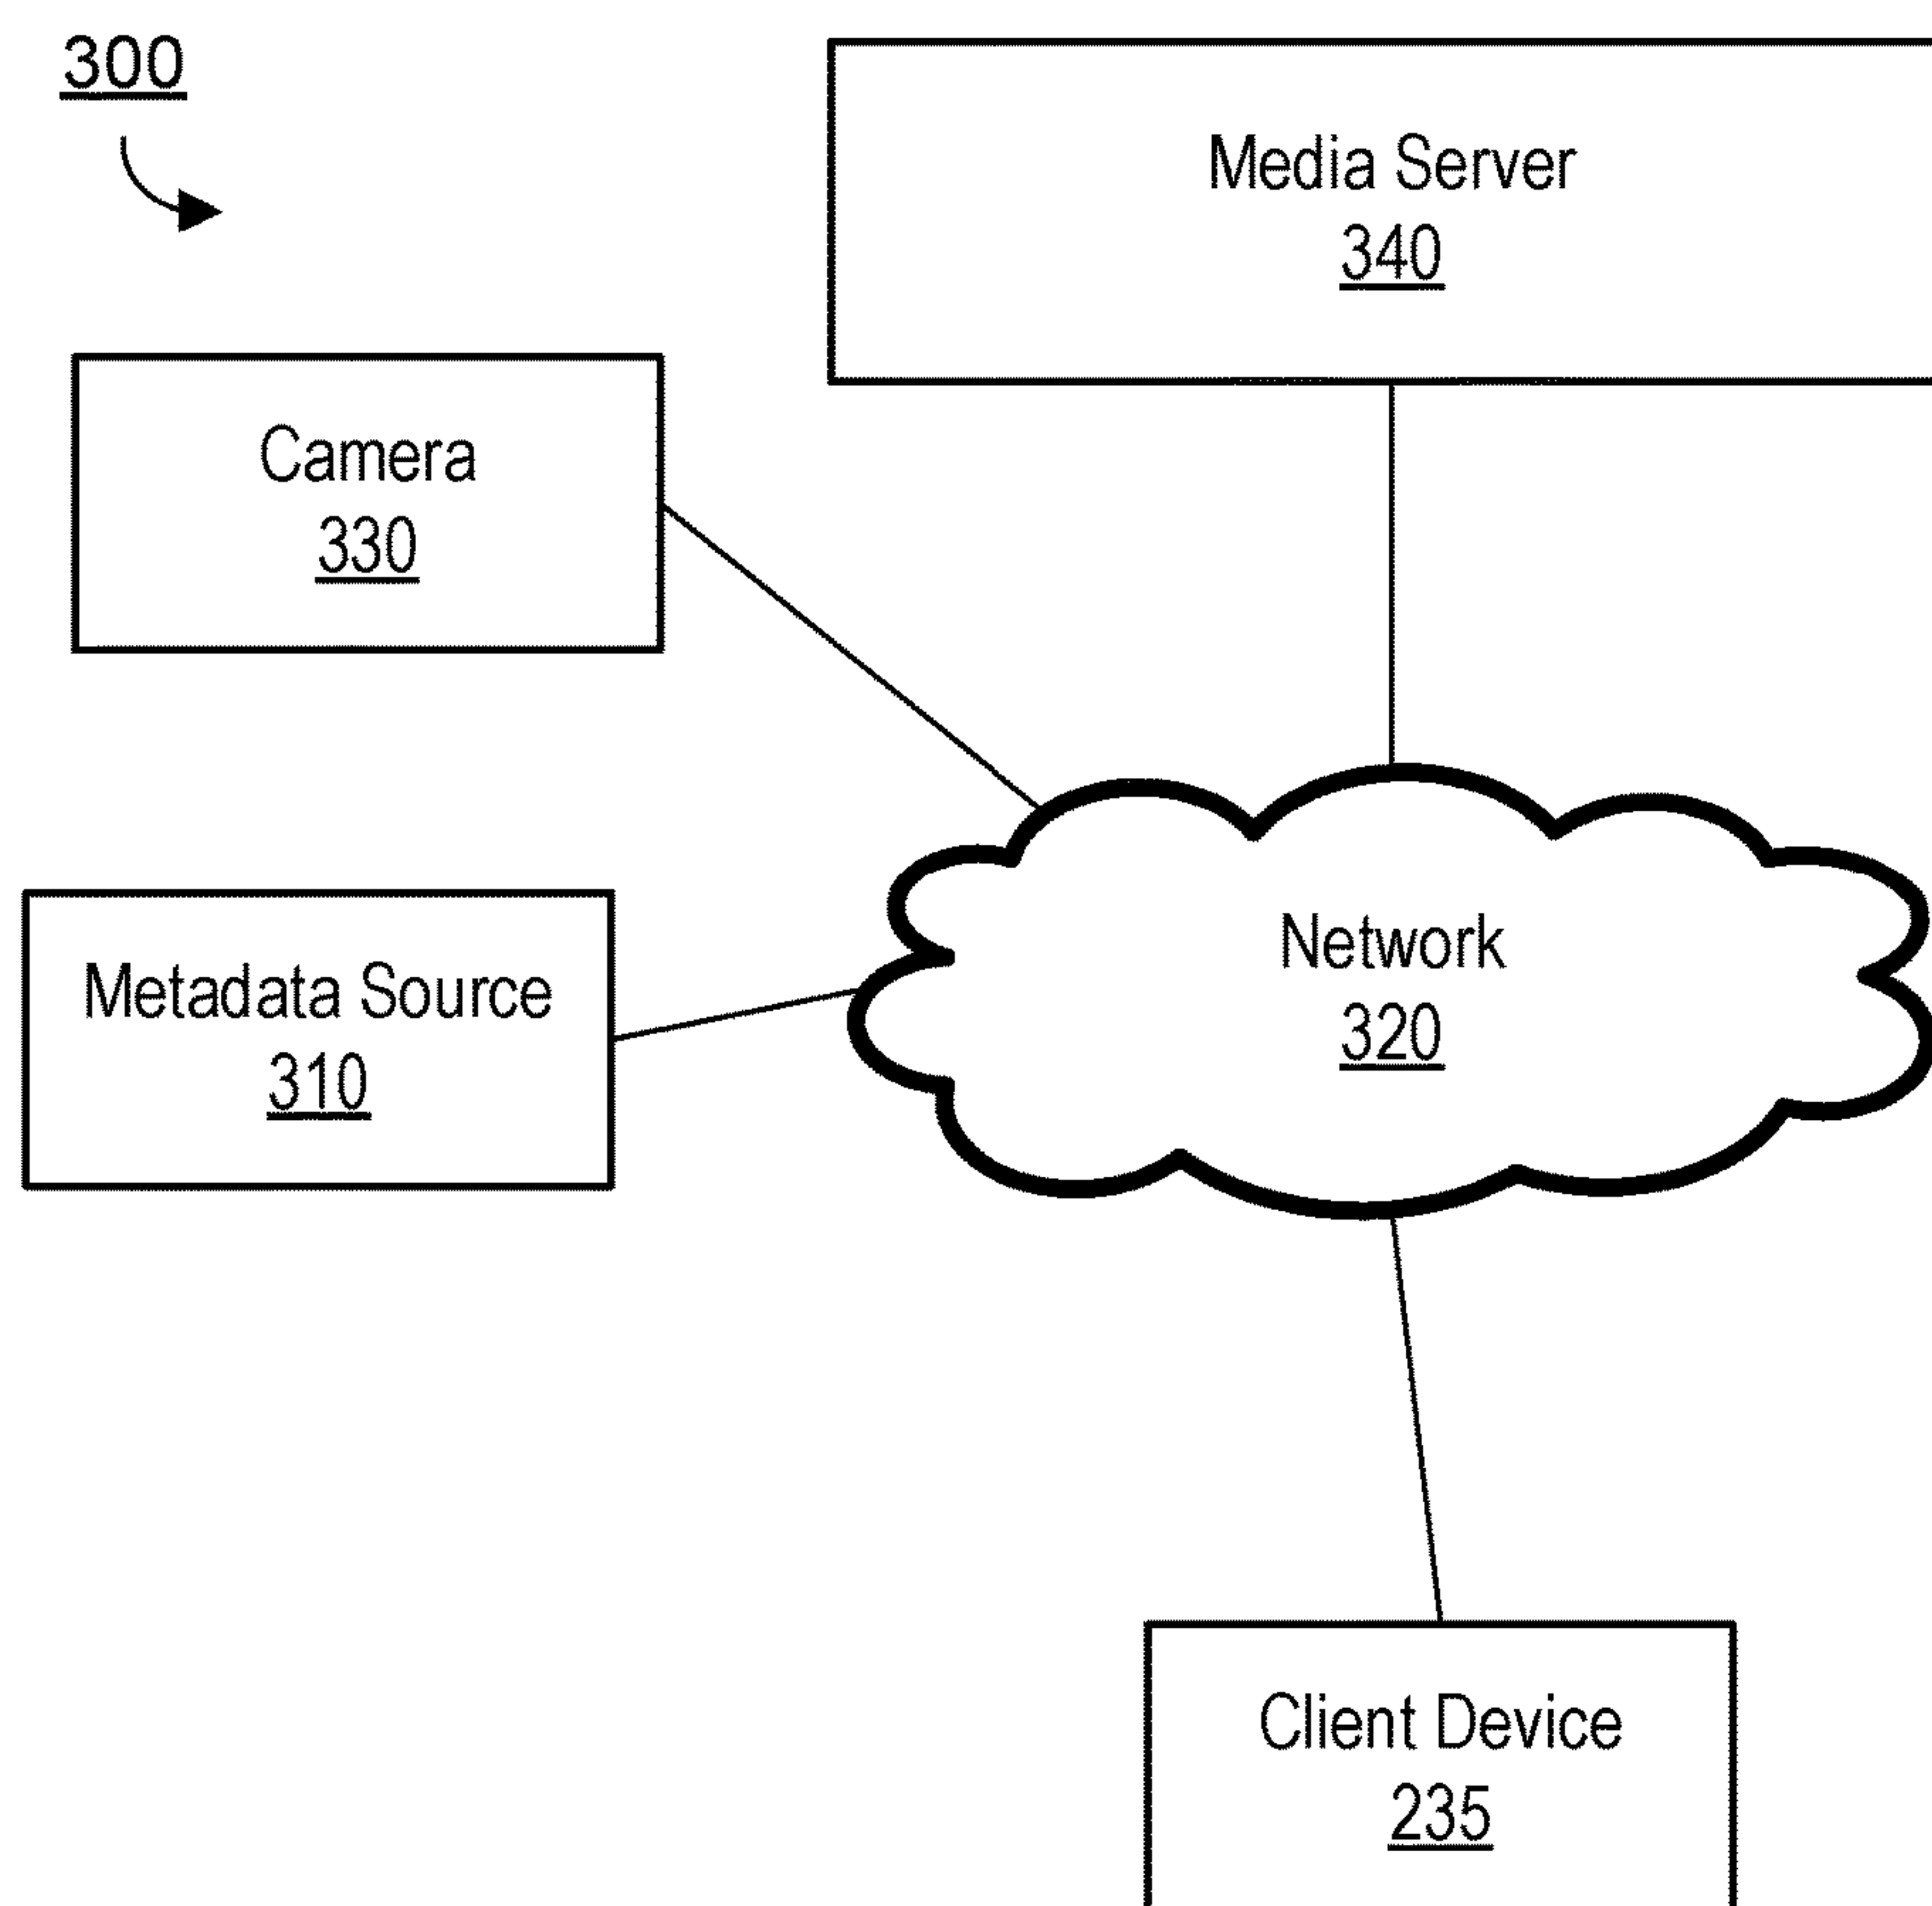 300
Media Server
340
Camera
330
Network
320
Metadata Source
310
Client Device
235